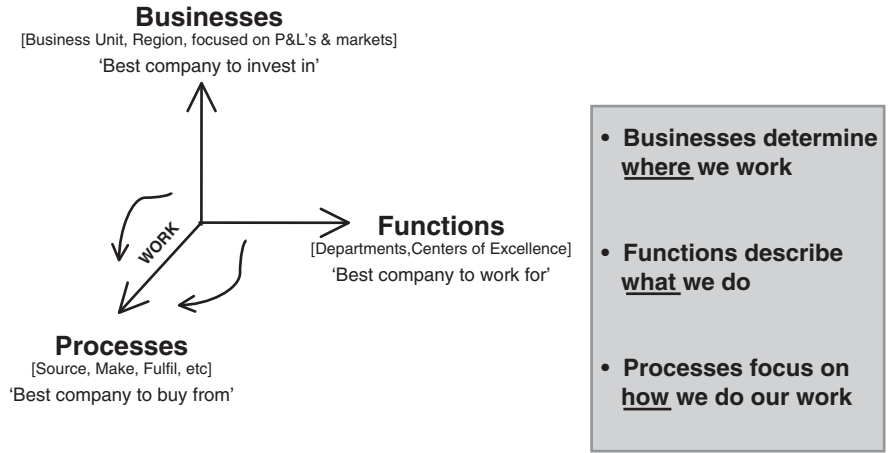 Businesses
[Business Unit, Region, focused on P&L's & markets]
'Best company to invest in'
WORK
Functions
[Departments,Centers of Excellence]
'Best company to work for'
Processes
[Source, Make, Fulfil, etc]
'Best company to buy from'
• Businesses determine
where we work
• Functions describe
what we do
• Processes focus on
how we do our work